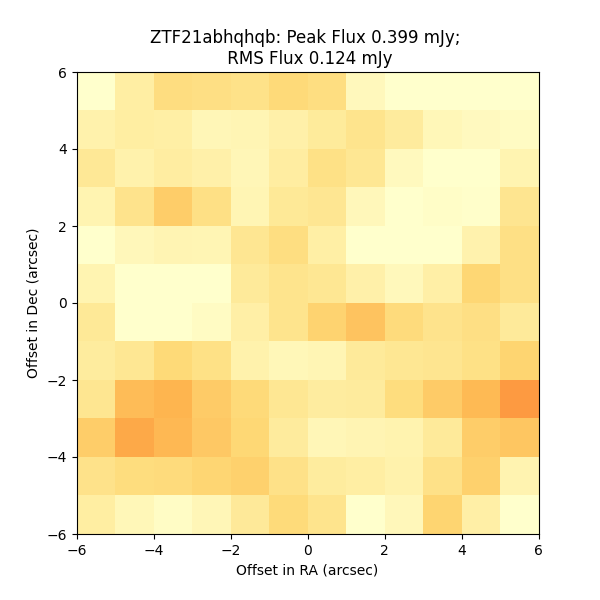 ZTF21abhqhqb: Peak Flux 0.399 mJy;
RMS Flux 0.124 mJy
6
4
2
0
−2
−4
−6
Offset in Dec (arcsec)
−6 −4 −2 0 2 4 6
Offset in RA (arcsec)